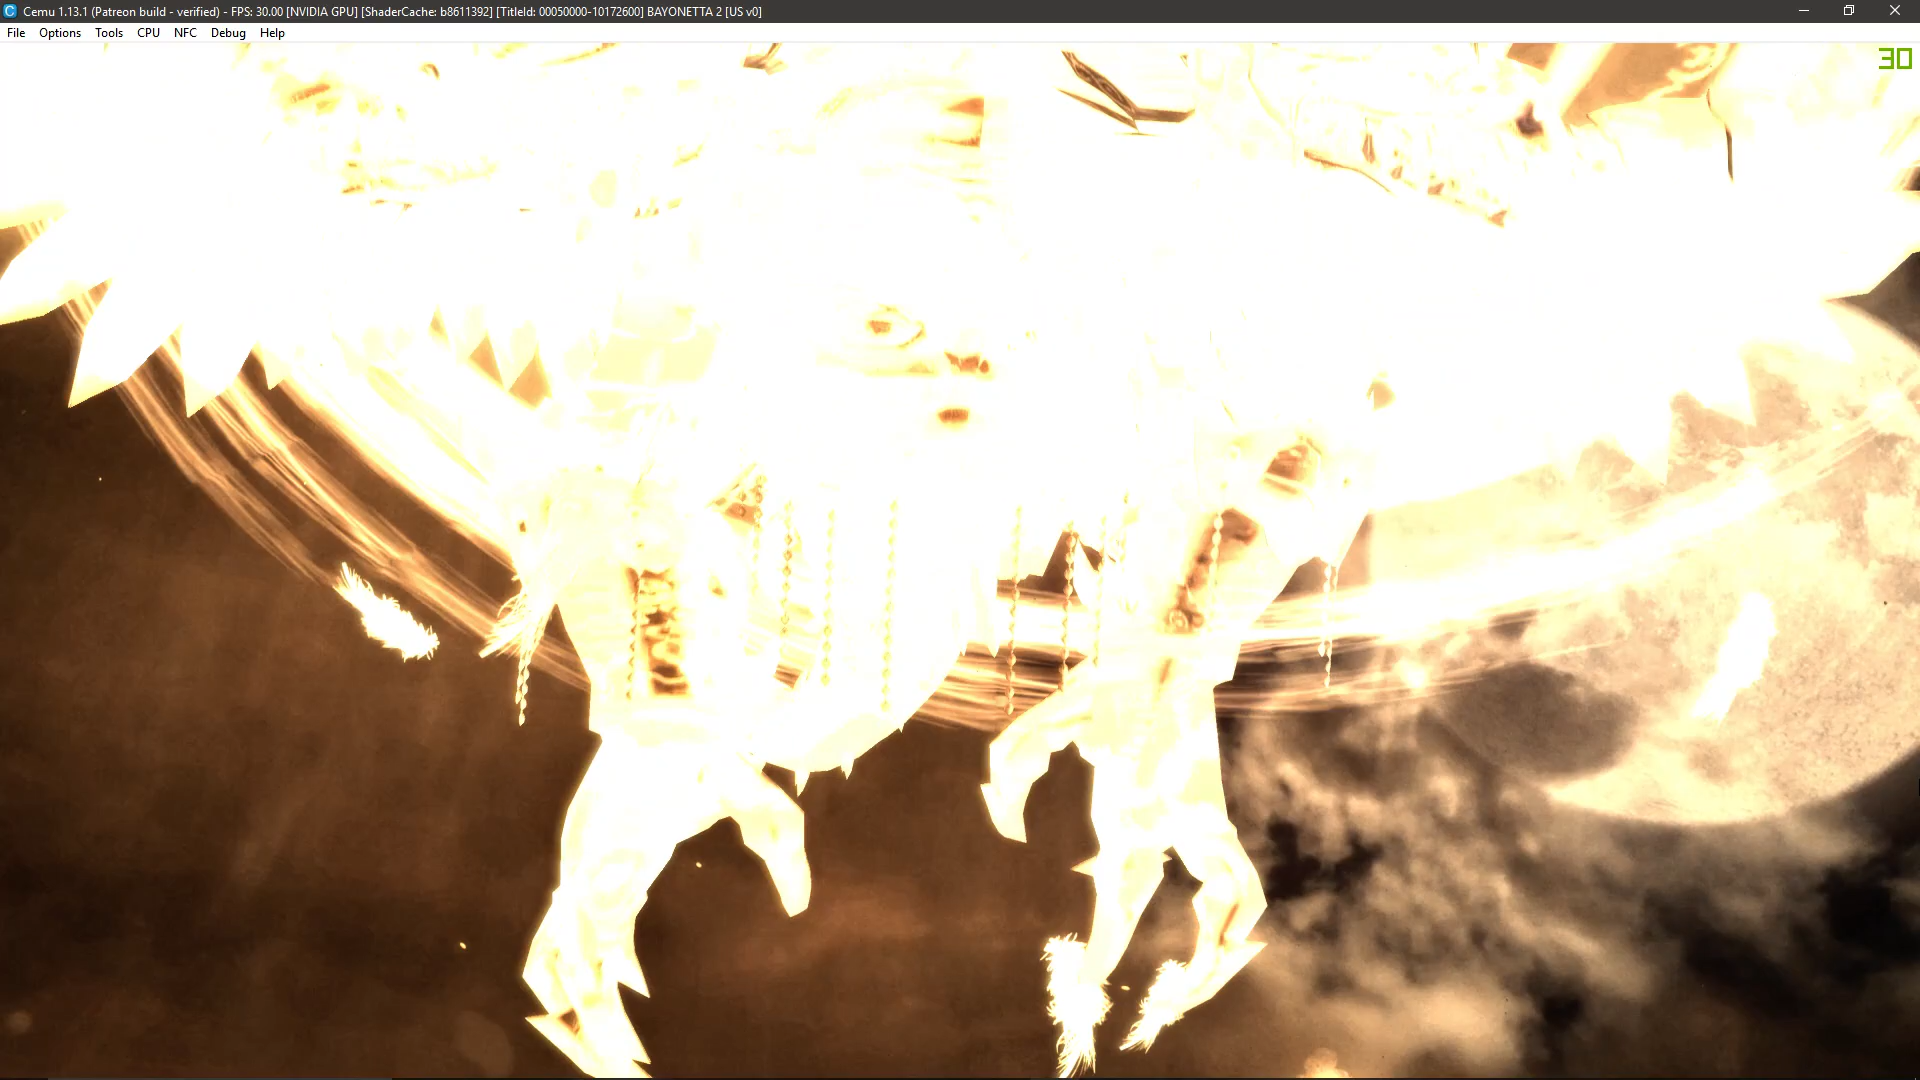 Cemu 1.13.1 (Patreon build - verified) - FPS: 30.00 [NVIDIA GPU] [ShaderCache: b8611392] [TitleId: 00050000-10172600] BAYONETTA 2 [US v0]
File Options Tools CPU NFC Debug Help
30